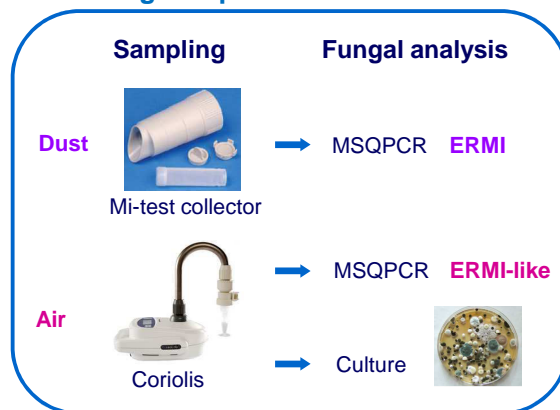 Sampling Fungal analysis
Dust MSQPCR ERMI
Mi-test collector
MSQPCR ERMI-like
Air
Coriolis Culture